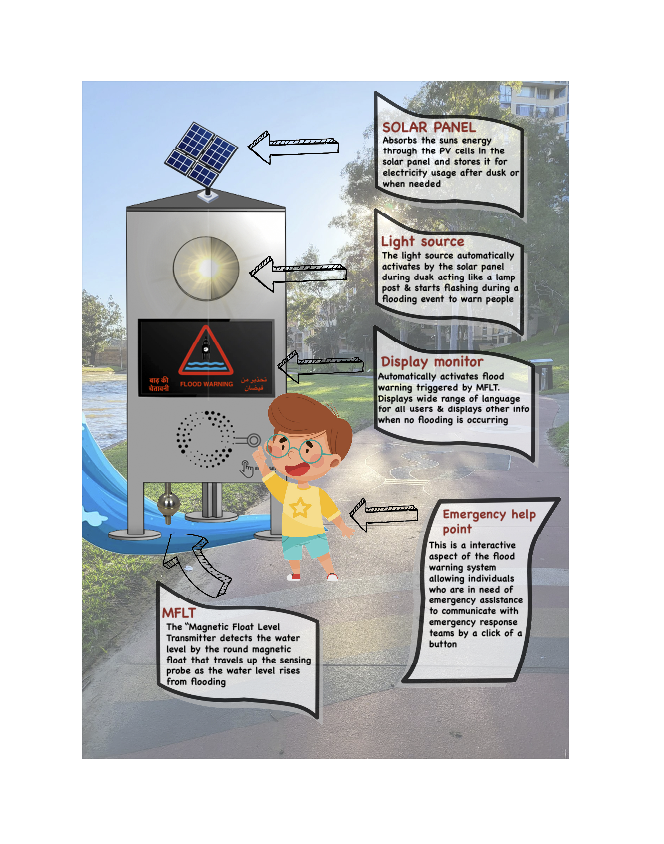 SOLAR PANEL
Absorbs the suns energy
through the PV cells in the
solar panel and stores it for
electricity usage after dusk or
when needed
Light source
The light source automatically
activates by the solar panel
during dusk acting like a lamp
post & starts flashing during a
flooding event to warn people
Display monitor
Automatically activates flood
warning triggered by MFLT.
Displays wide range of language
for all users & displays other info
when no flooding is occurring
बाढ़ की
चेतावनी
FLOOD WARNING
تحذير من
فيضان
Emergency help
point
This is a interactive
aspect of the flood
warning system
allowing individuals
who are in need of
emergency assistance
to communicate with
emergency response
teams by a click of a
button
MFLT
The “Magnetic Float Level
Transmitter detects the water
level by the round magnetic
float that travels up the sensing
probe as the water level rises
from flooding